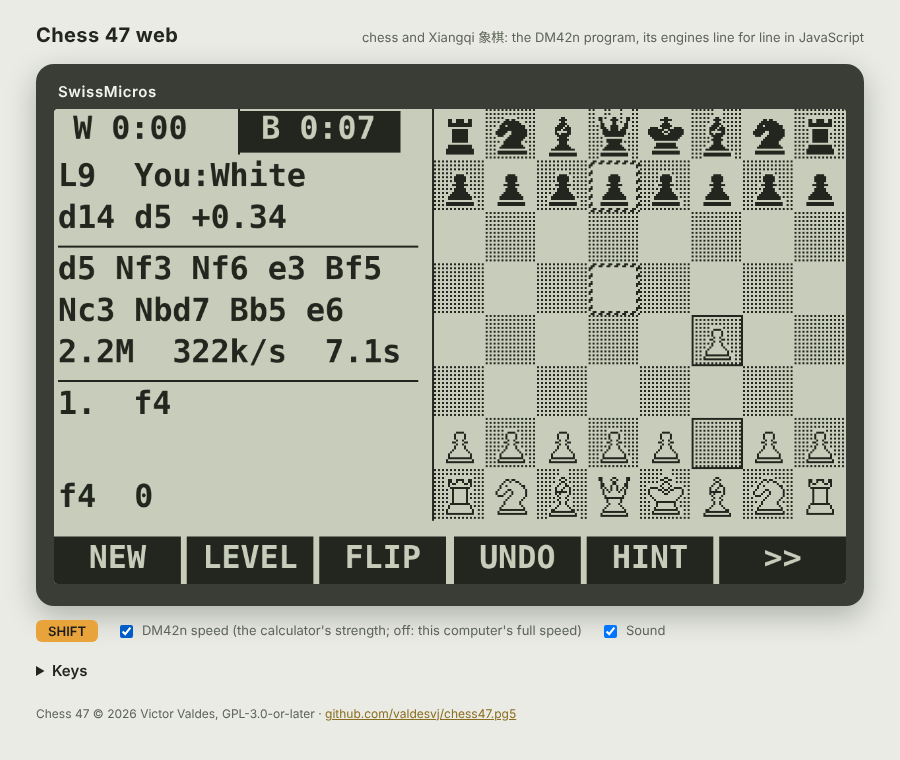 Chess 47 web
chess and Xiangqi 象棋: the DM42n program, its engines line for line in JavaScript
SwissMicros
W 0:00 B 0:07
L9 You:White
d14 d5 +0.34
d5 Nf3 Nf6 e3 Bf5
Nc3 Nbd7 Bb5 e6
2.2M 322k/s 7.1s
1. f4
f4 0
NEW LEVEL FLIP UNDO HINT >>
SHIFT DM42n speed (the calculator's strength; off: this computer's full speed) Sound
Keys
Chess 47 © 2026 Victor Valdes, GPL-3.0-or-later · github.com/valdesvj/chess47.pg5